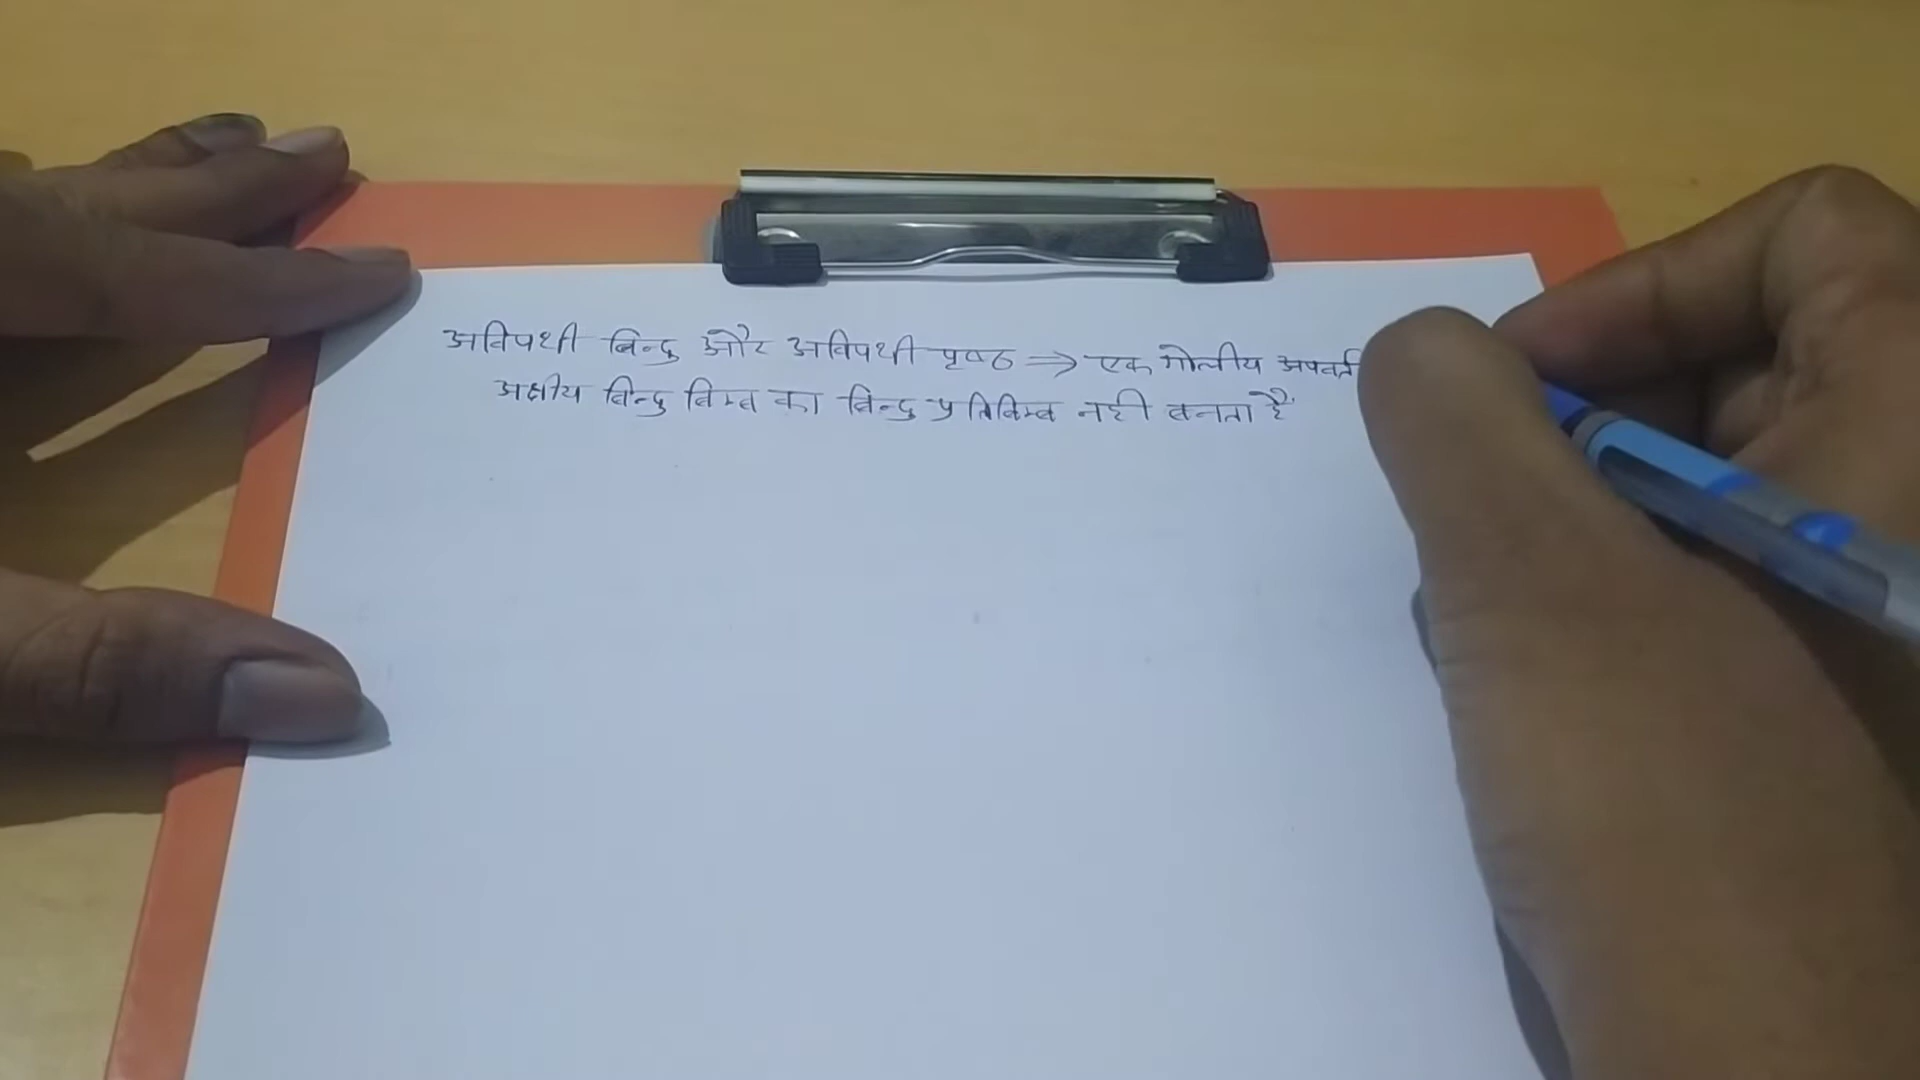 अविपथी बिन्दु और अविपथी पृष्ठ ⇒ एक गोलीय अपवर्त
अक्षीय बिन्दु बिम्ब का बिन्दु प्रतिबिम्ब नही बनता है